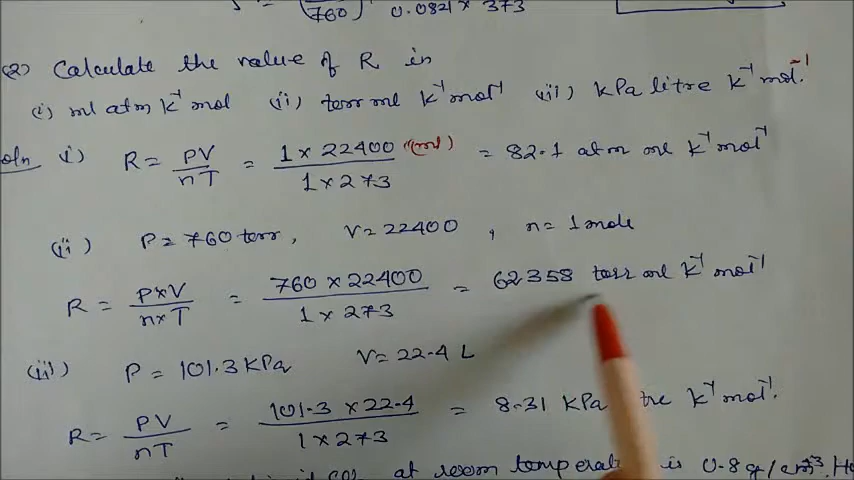 (760) 0.0821 × 373
(2) Calculate the value of R in
(i) ml atm K⁻¹ mol (ii) torr ml K⁻¹ mol⁻¹ (iii) kPa litre K⁻¹ mol⁻¹.
Soln i) R = PV/nT = 1 × 22400 (ml)/1 × 273 = 82.1 atm ml K⁻¹ mol⁻¹
(ii) P = 760 torr, V = 22400 , n = 1 mole
R = P×V/n×T = 760 × 22400/1 × 273 = 62358 torr ml K⁻¹ mol⁻¹
(iii) P = 101.3 KPa V = 22.4 L
R = PV/nT = 101.3 × 22.4/1 × 273 = 8.31 KPa tre K⁻¹ mol⁻¹.
at room temperat is 0.8 g/cm³.